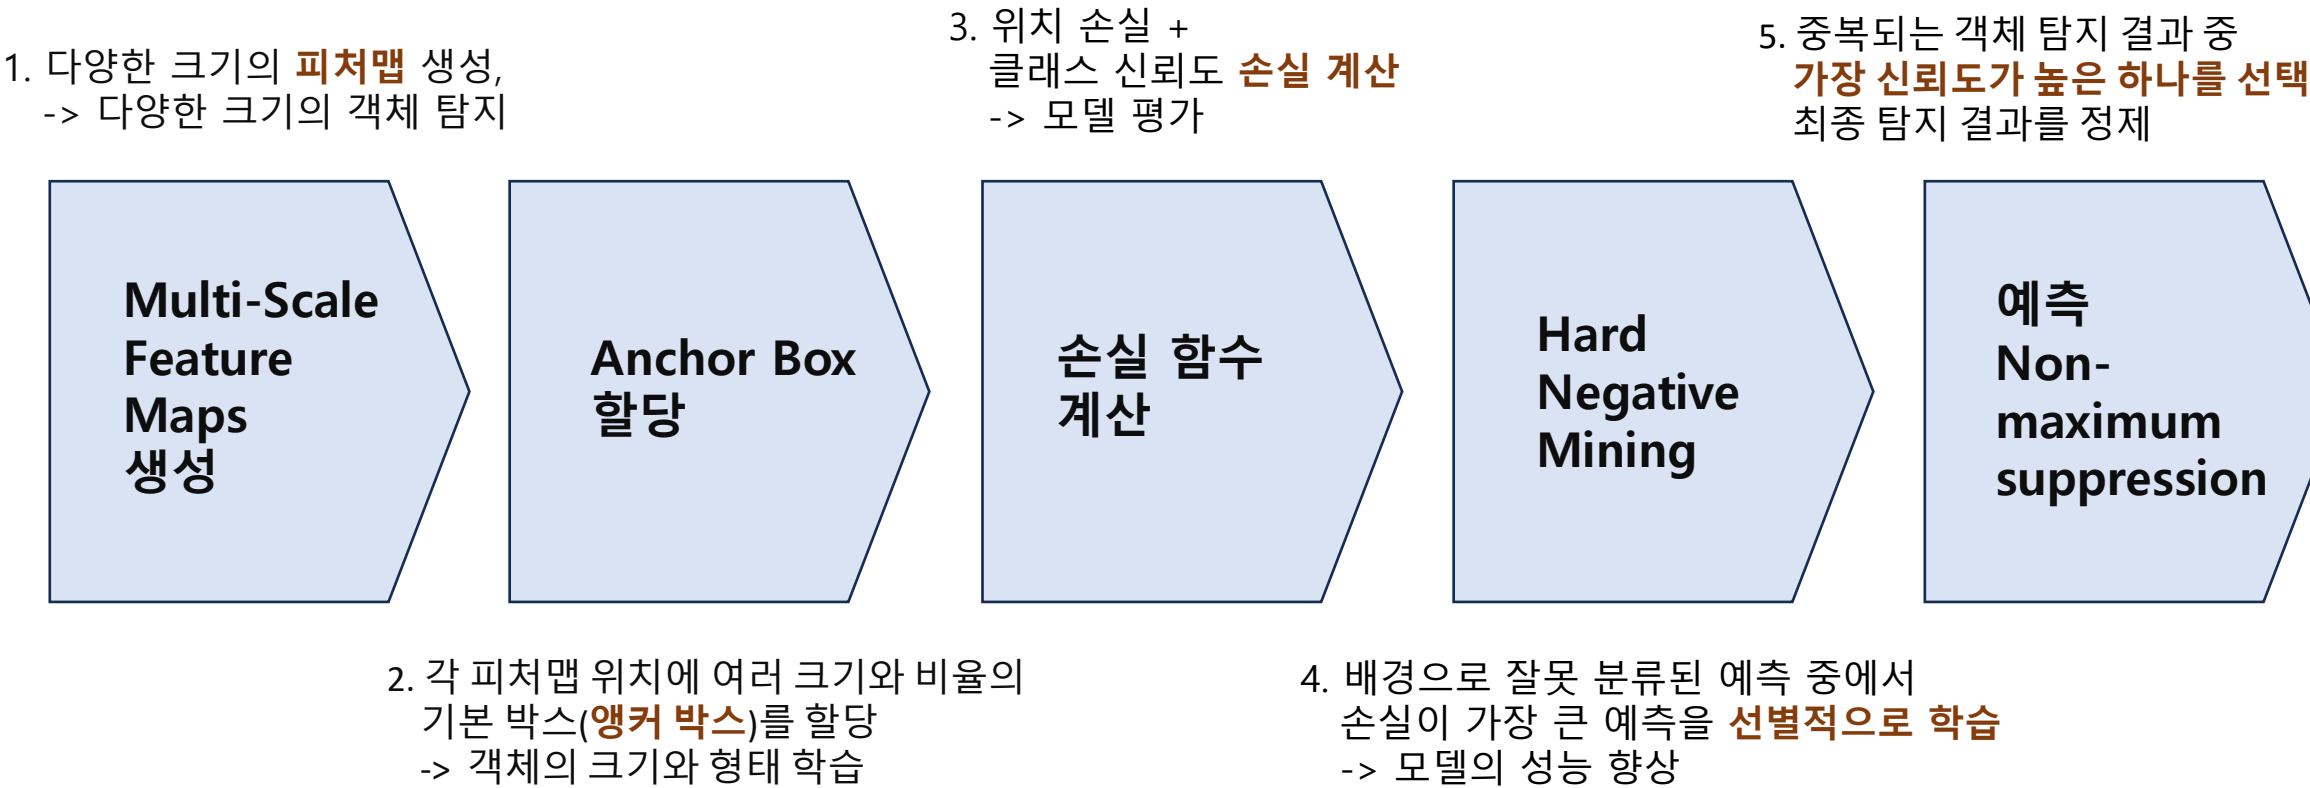 1. 다양한 크기의 피처맵 생성,
-> 다양한 크기의 객체 탐지
Multi-Scale
Feature
Maps
생성
2. 각 피처맵 위치에 여러 크기와 비율의
기본 박스(앵커 박스)를 할당
-> 객체의 크기와 형태 학습
Anchor Box
할당
3. 위치 손실 +
클래스 신뢰도 손실 계산
-> 모델 평가
손실 함수
계산
4. 배경으로 잘못 분류된 예측 중에서
손실이 가장 큰 예측을 선별적으로 학습
-> 모델의 성능 향상
Hard
Negative
Mining
5. 중복되는 객체 탐지 결과 중
가장 신뢰도가 높은 하나를 선택
최종 탐지 결과를 정제
예측
Non-
maximum
suppression